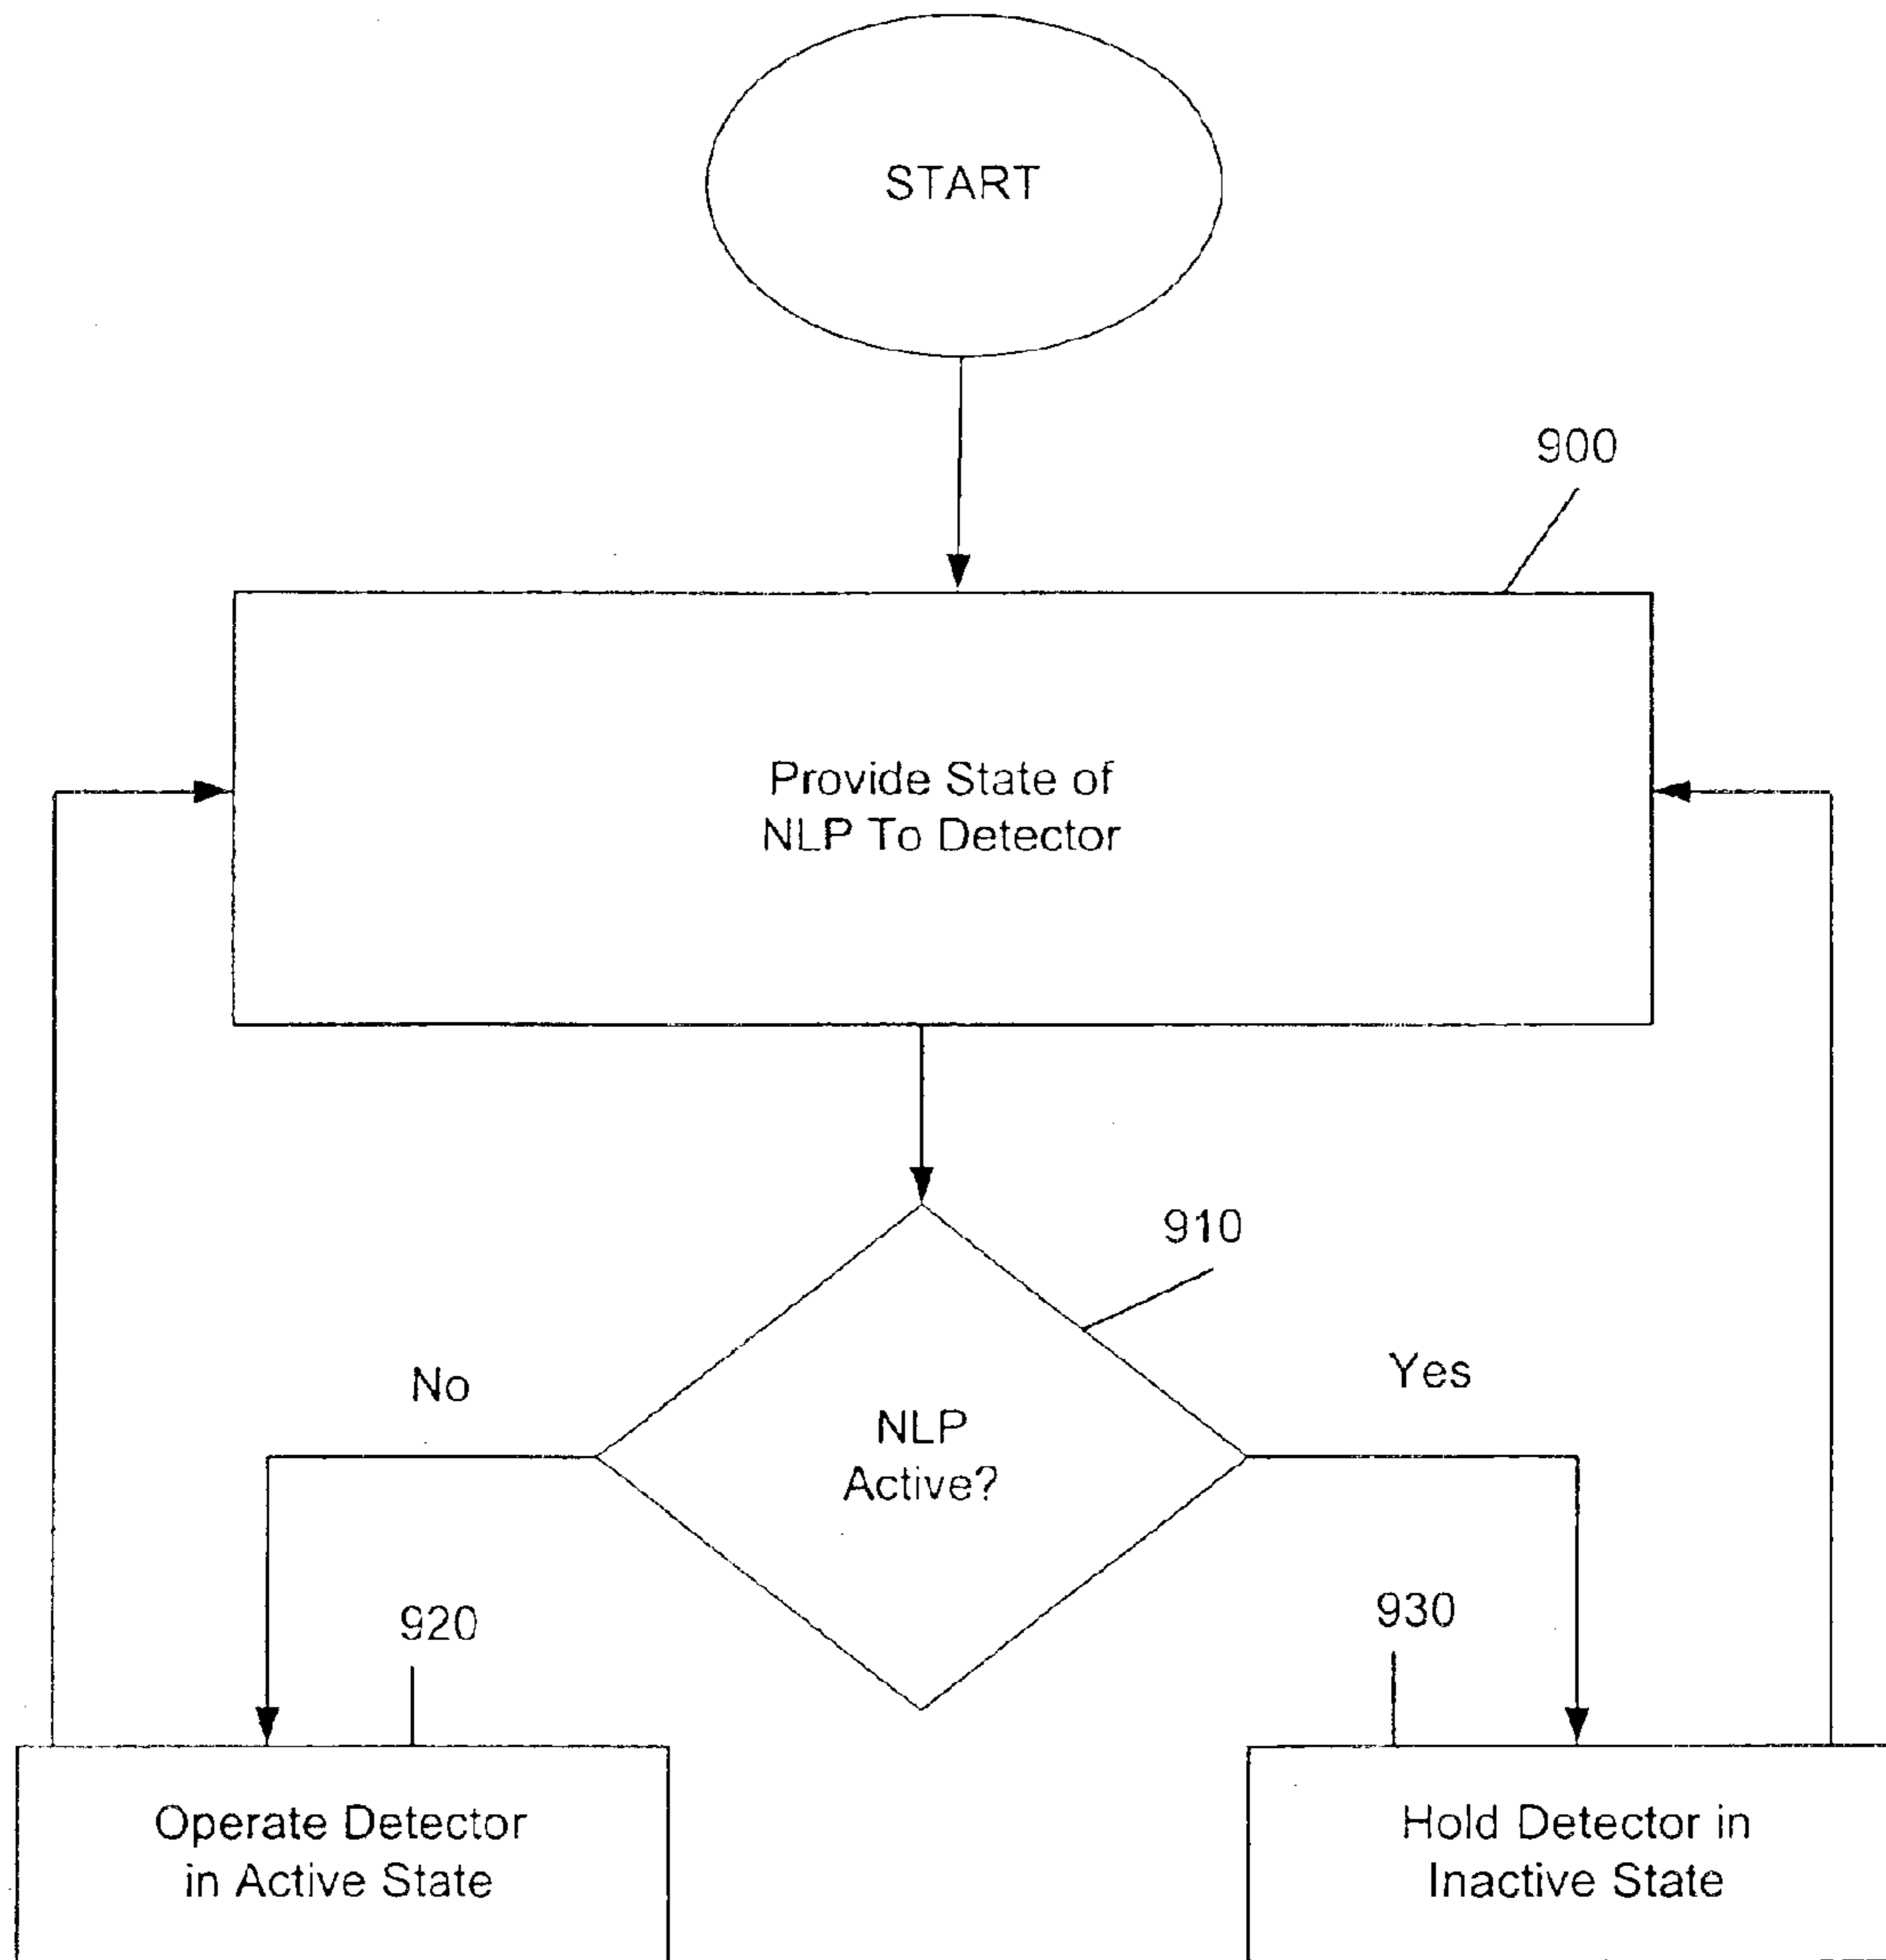 START
900
Provide State of
NLP To Detector
910
No
Yes
NLP
Active?
920
930
Operate Detector
in Active State
Hold Detector in
Inactive State